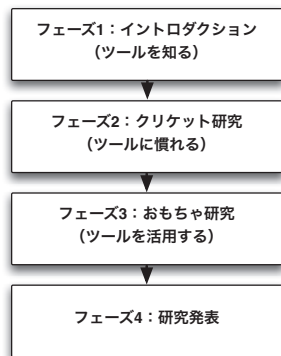 フェーズ1：イントロダクション
（ツールを知る）
フェーズ2：クリケット研究
（ツールに慣れる）
フェーズ3：おもちゃ研究
（ツールを活用する）
フェーズ4：研究発表